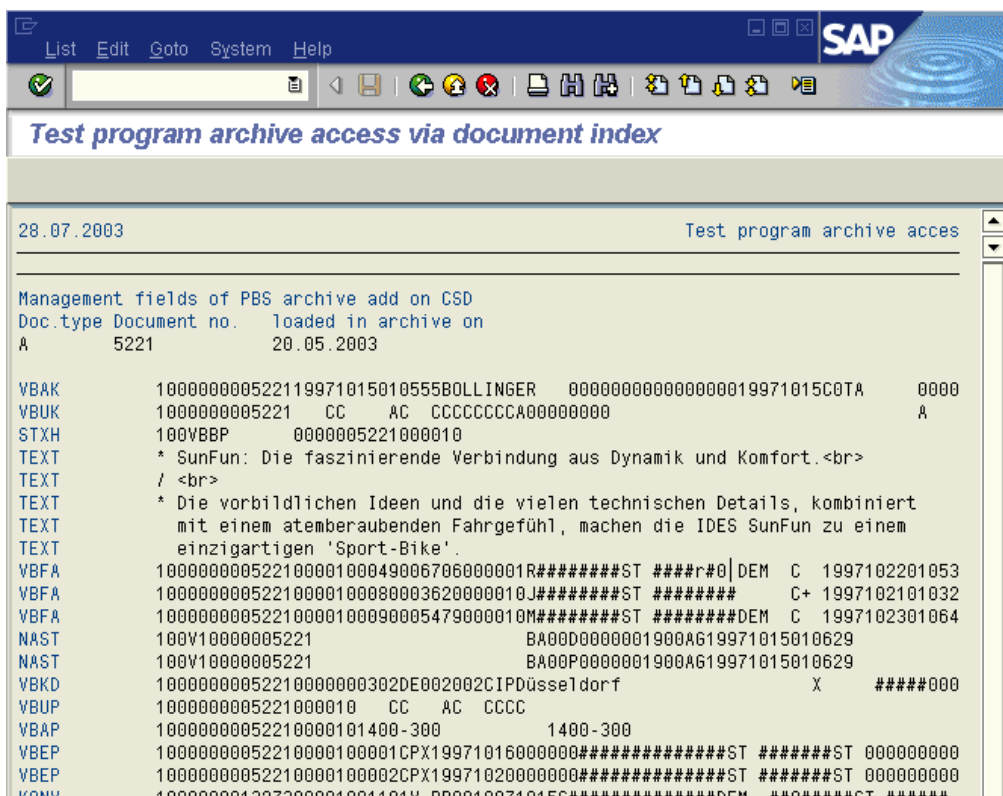 List Edit Goto System Help
SAP
Test program archive access via document index
28.07.2003 Test program archive acces
Management fields of PBS archive add on CSD
Doc.type Document no. loaded in archive on
A 5221 20.05.2003
VBAK 1000000005221199710150105​55BOLLINGER 000000000000000019971015C0TA 0000
VBUK 1000000005221 CC AC CCCCCCCCA00000000 A
STXH 100VBBP 0000005221000010
TEXT * SunFun: Die faszinierende Verbindung aus Dynamik und Komfort.<br>
TEXT / <br>
TEXT * Die vorbildlichen Ideen und die vielen technischen Details, kombiniert
TEXT mit einem atemberaubenden Fahrgefühl, machen die IDES SunFun zu einem
TEXT einzigartigen 'Sport-Bike'.
VBFA 10000000052210000100049006706000001R########ST ####r#0| DEM C 1997102201053
VBFA 10000000052210000100080003620000010J########ST ######## C+ 1997102101032
VBFA 10000000052210000100090005479000010M########ST ########DEM C 1997102301064
NAST 100V10000005221 BA00D0000001900AG19971015010629
NAST 100V10000005221 BA00P0000001900AG19971015010629
VBKD 10000000052210000000302DE002002CIPDüsseldorf X #####000
VBUP 1000000005221000010 CC AC CCCC
VBAP 10000000052210000101400-300 1400-300
VBEP 10000000052210000100001CPX19971016000000##############ST #######ST 000000000
VBEP 10000000052210000100002CPX19971020000000##############ST #######ST 000000000